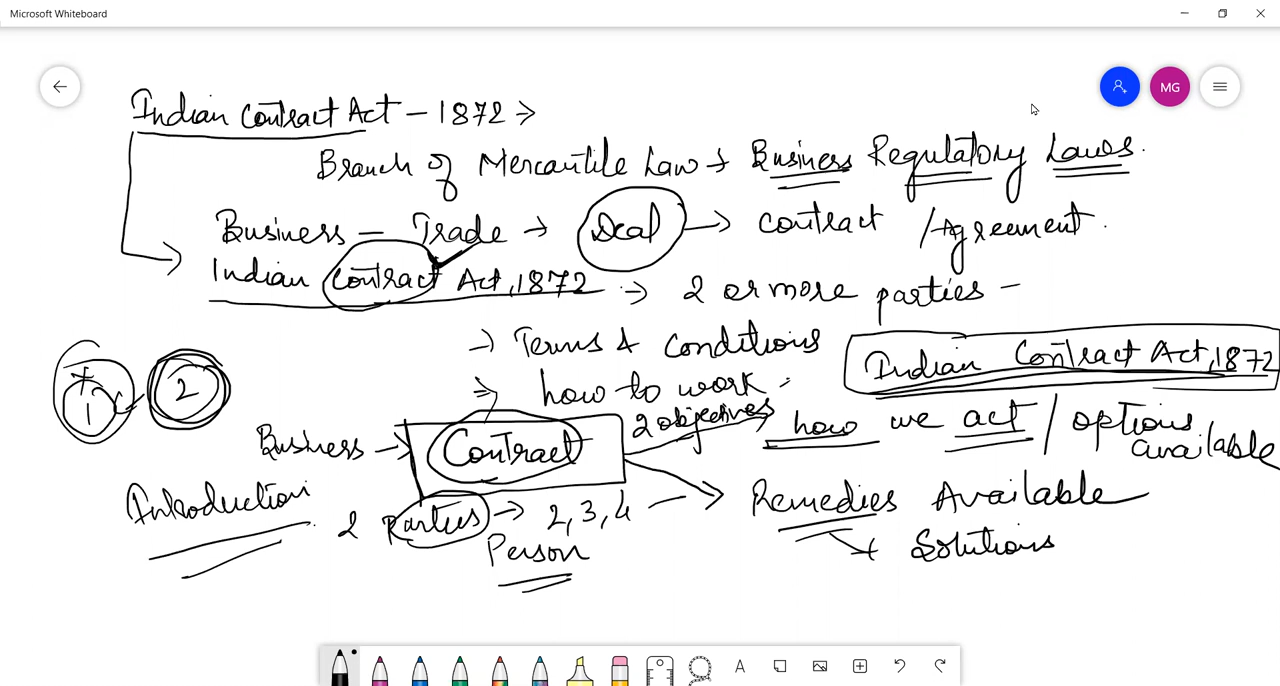 Microsoft Whiteboard
MG
Indian Contract Act - 1872 →
Branch of Mercantile Law → Business Regulatory Laws.
Business - Trade → Deal → Contract / Agreement.
Indian Contract Act, 1872 → 2 or more parties -
→ Terms & Conditions
Indian Contract Act, 1872
→ how to work -
1 2
Business → Contract
2 objectives
how we act / options available
Introduction
2 Parties → 2, 3, 4 -
Person
Remedies Available
→ Solutions
A